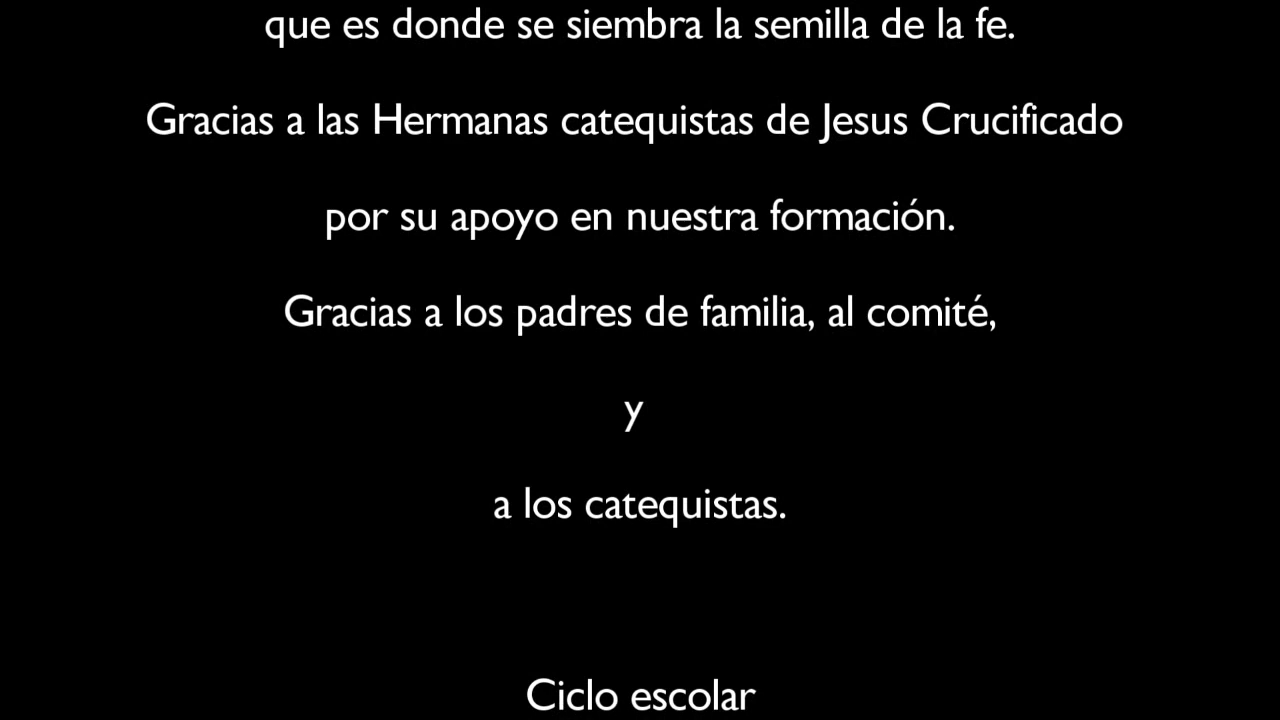 que es donde se siembra la semilla de la fe.
Gracias a las Hermanas catequistas de Jesus Crucificado
por su apoyo en nuestra formación.
Gracias a los padres de familia, al comité,
y
a los catequistas.
Ciclo escolar